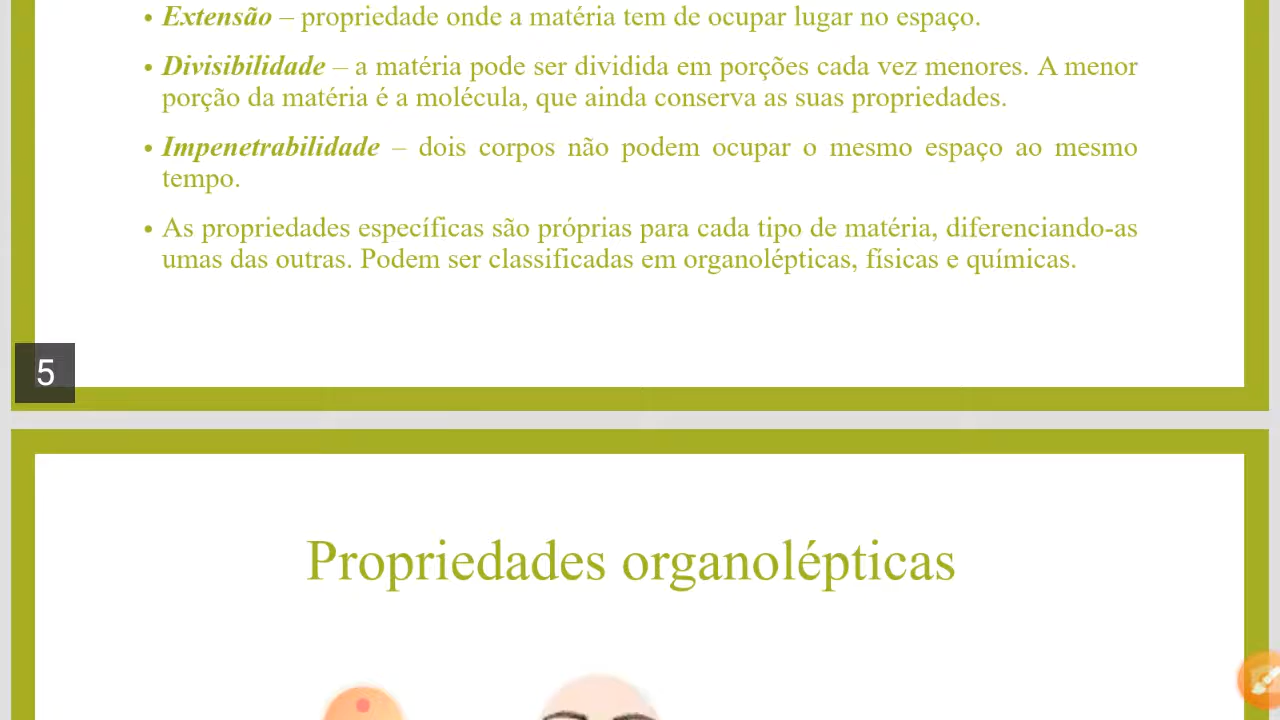 • Extensão – propriedade onde a matéria tem de ocupar lugar no espaço.
• Divisibilidade – a matéria pode ser dividida em porções cada vez menores. A menor
porção da matéria é a molécula, que ainda conserva as suas propriedades.
• Impenetrabilidade – dois corpos não podem ocupar o mesmo espaço ao mesmo
tempo.
• As propriedades específicas são próprias para cada tipo de matéria, diferenciando-as
umas das outras. Podem ser classificadas em organolépticas, físicas e químicas.
5
Propriedades organolépticas